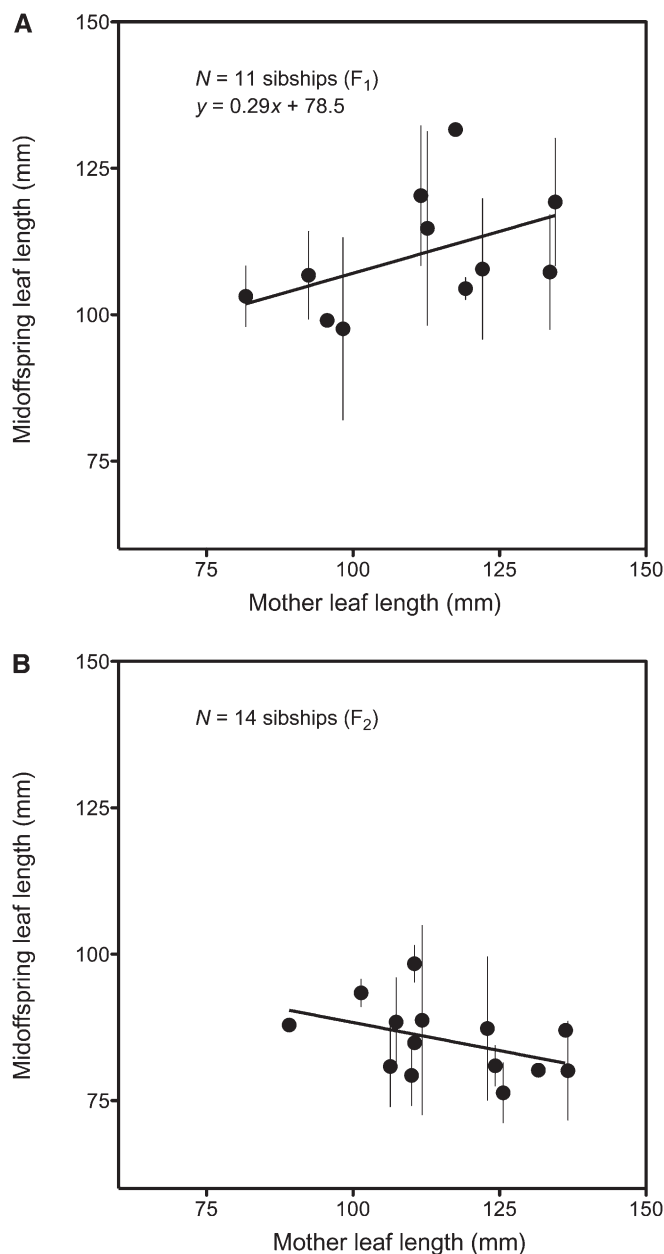 A
150
N = 11 sibships (F1)
y = 0.29x + 78.5
125
100
75
Midoffspring leaf length (mm)
75 100 125 150
Mother leaf length (mm)
B
150
N = 14 sibships (F2)
125
100
75
Midoffspring leaf length (mm)
75 100 125 150
Mother leaf length (mm)